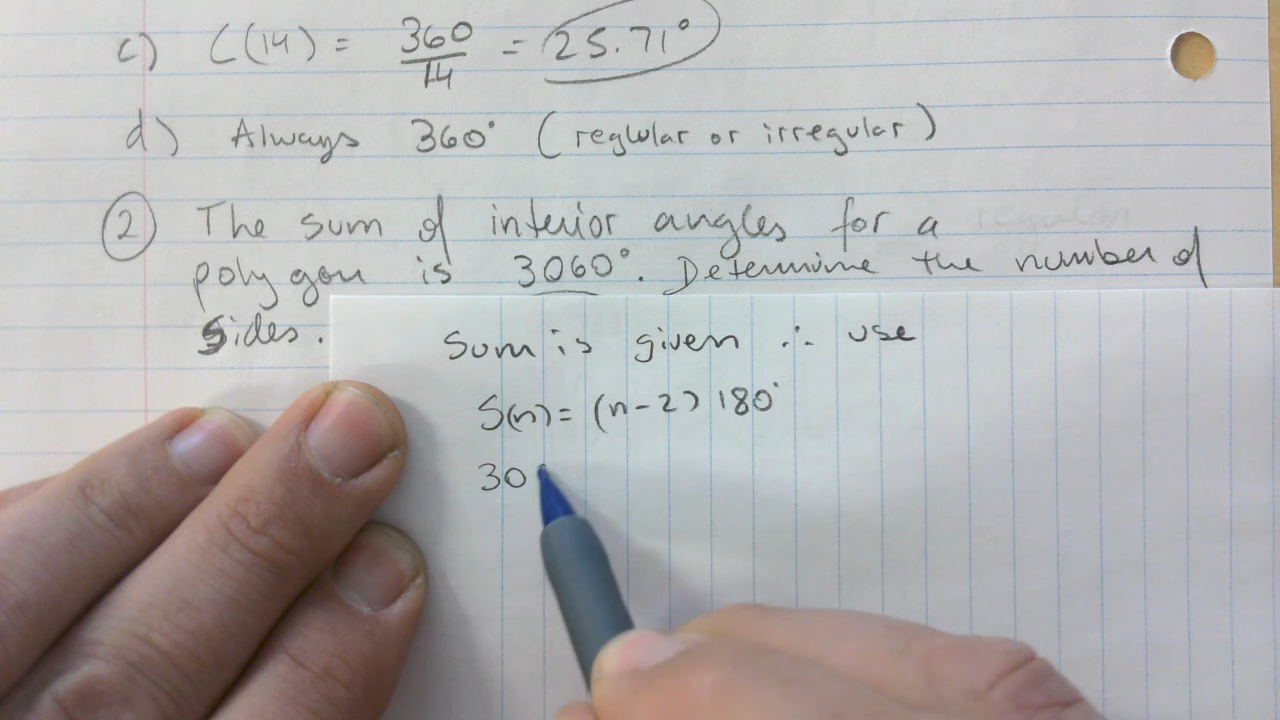 c) C(14) = 360/14 = 25.71°
d) Always 360° (regular or irregular)
② The sum of interior angles for a regular
polygon is 3060°. Determine the number of
sides.
Sum is given ∴ use
S(n) = (n-2) 180°
30